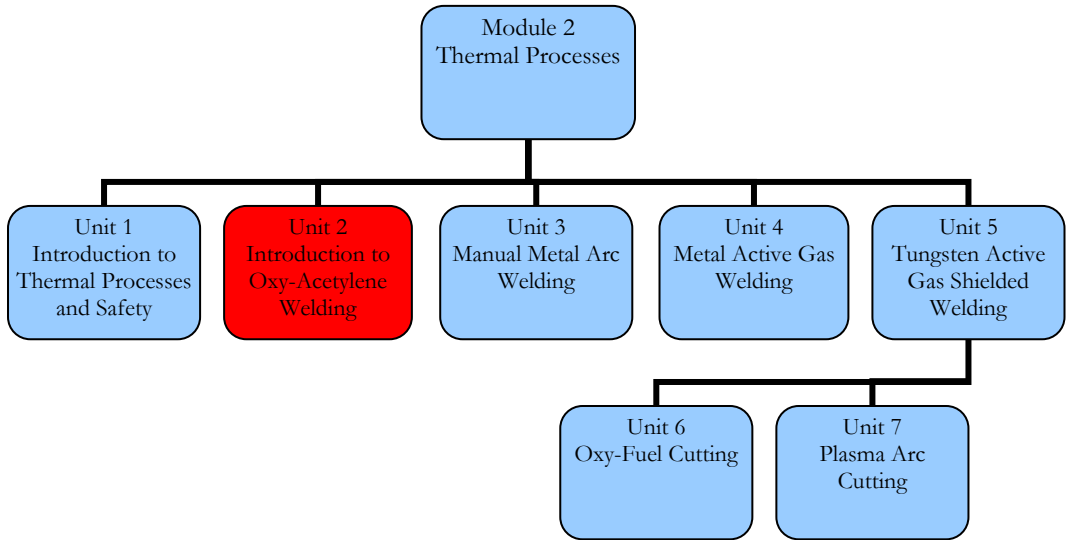 Module 2
Thermal Processes
Unit 1
Introduction to
Thermal Processes
and Safety
Unit 2
Introduction to
Oxy-Acetylene
Welding
Unit 3
Manual Metal Arc
Welding
Unit 4
Metal Active Gas
Welding
Unit 5
Tungsten Active
Gas Shielded
Welding
Unit 6
Oxy-Fuel Cutting
Unit 7
Plasma Arc
Cutting